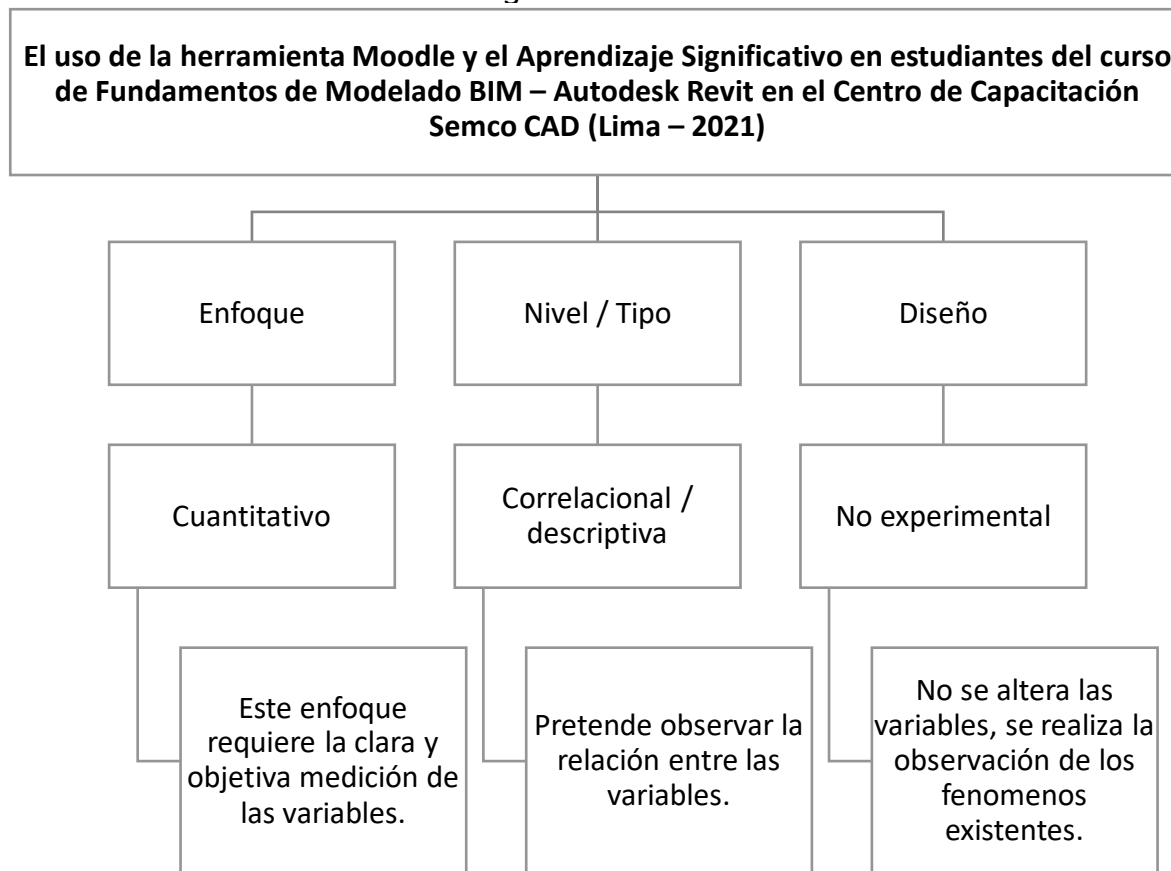 El uso de la herramienta Moodle y el Aprendizaje Significativo en estudiantes del curso
de Fundamentos de Modelado BIM – Autodesk Revit en el Centro de Capacitación
Semco CAD (Lima – 2021)
Enfoque
Nivel / Tipo
Diseño
Cuantitativo
Correlacional /
descriptiva
No experimental
Este enfoque
requiere la clara y
objetiva medición de
las variables.
Pretende observar la
relación entre las
variables.
No se altera las
variables, se realiza la
observación de los
fenomenos
existentes.